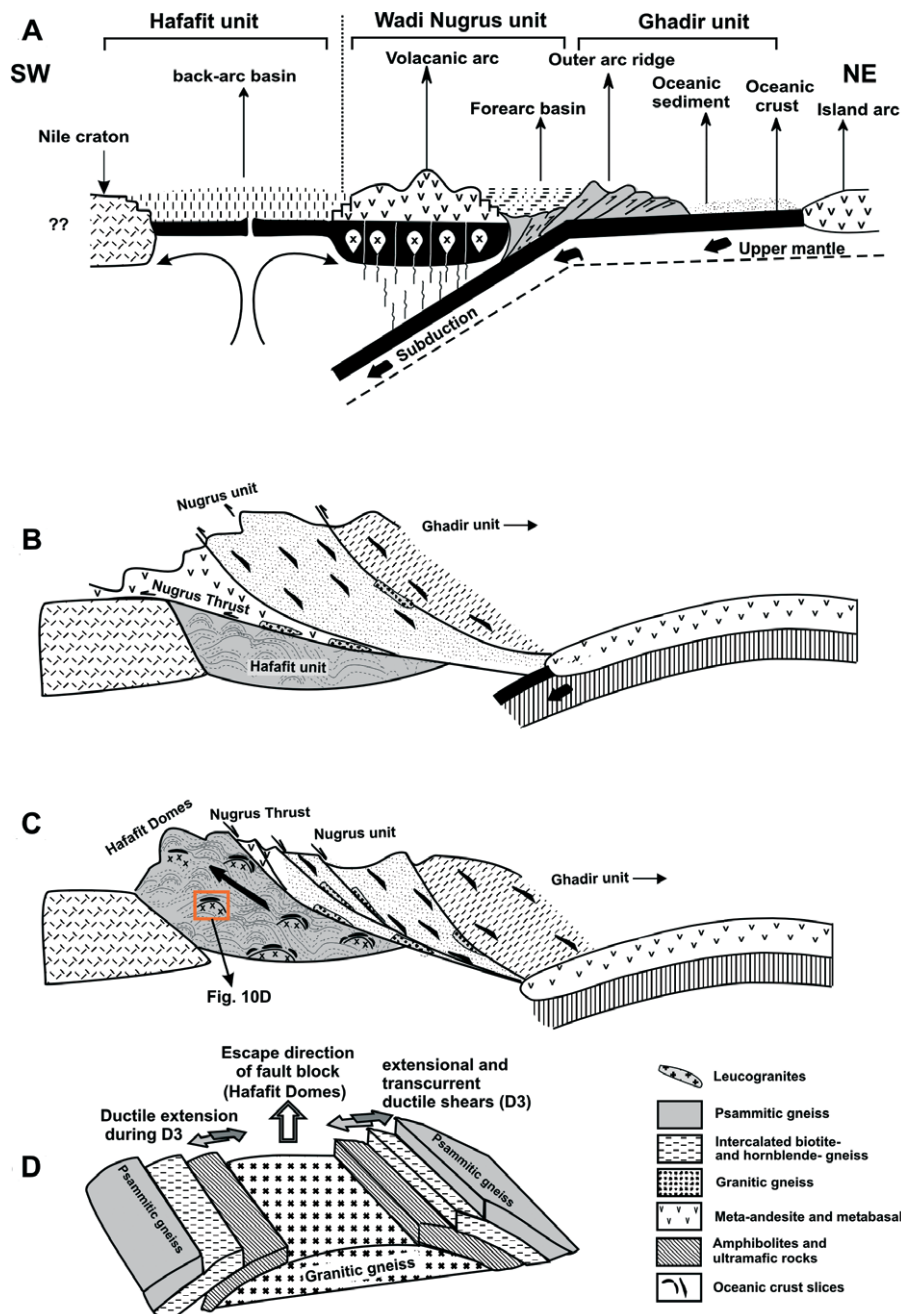 A
Hafafit unit
Wadi Nugrus unit
Ghadir unit
SW
NE
back-arc basin
Volacanic arc
Outer arc ridge
Oceanic
sediment
Oceanic
crust
Forearc basin
Island arc
Nile craton
??
Upper mantle
Subduction
B
Nugrus unit
Ghadir unit
Nugrus Thrust
Hafafit unit
C
Hafafit Domes
Nugrus Thrust
Nugrus unit
Ghadir unit
Fig. 10D
D
Escape direction
of fault block
(Hafafit Domes)
extensional and
transcurrent
ductile shears (D3)
Ductile extension
during D3
Psammitic gneiss
Psammitic gneiss
Granitic gneiss
Leucogranites
Psammitic gneiss
Intercalated biotite-
and hornblende- gneiss
Granitic gneiss
Meta-andesite and metabasal
Amphibolites and
ultramafic rocks
Oceanic crust slices